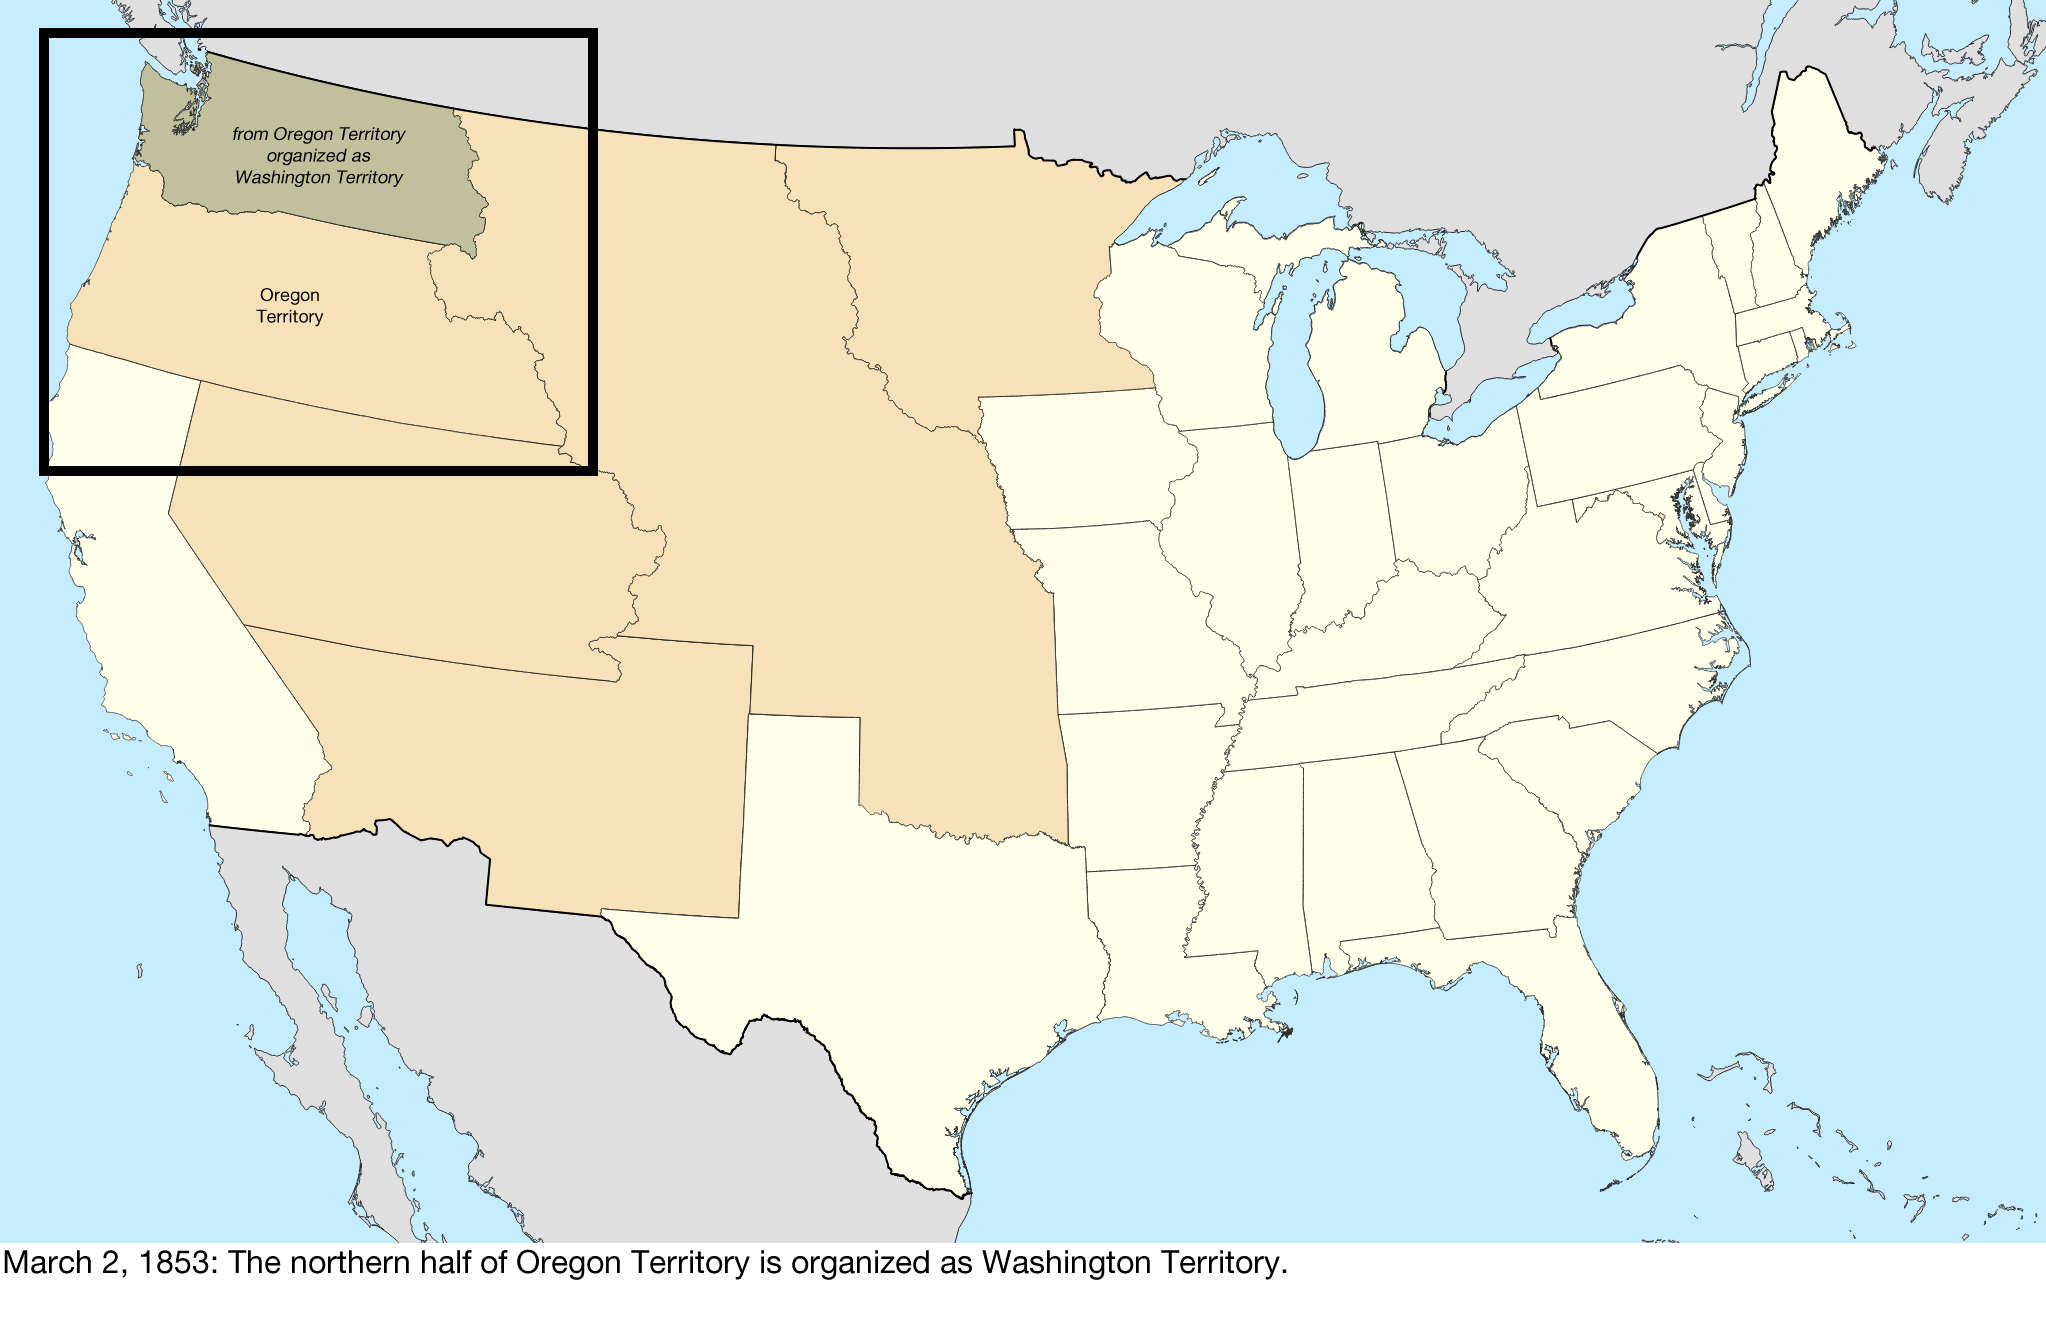 from Oregon Territory
organized as
Washington Territory
Oregon
Territory
March 2, 1853: The northern half of Oregon Territory is organized as Washington Territory.